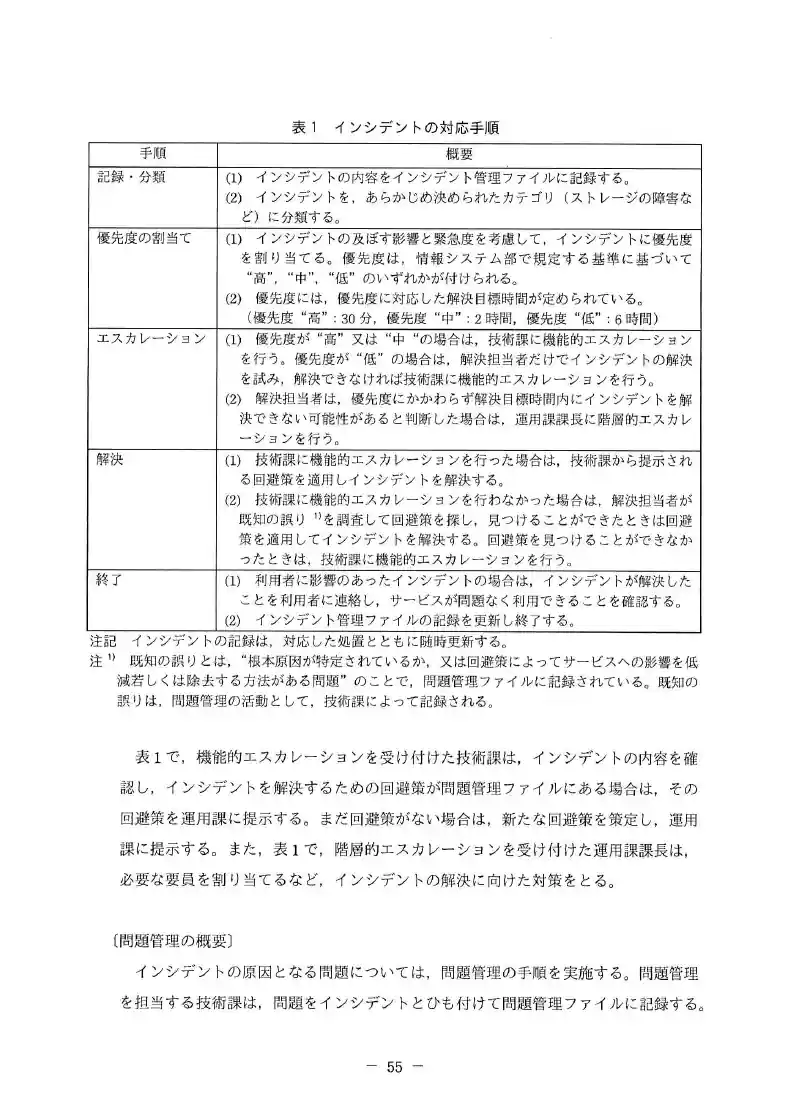 表1 インシデントの対応手順
手順 概要
記録・分類 (1) インシデントの内容をインシデント管理ファイルに記録する。
(2) インシデントを，あらかじめ決められたカテゴリ（ストレージの障害な
ど）に分類する。
優先度の割当て (1) インシデントの及ぼす影響と緊急度を考慮して，インシデントに優先度
を割り当てる。優先度は，情報システム部で規定する基準に基づいて
“高”，“中”，“低”のいずれかが付けられる。
(2) 優先度には，優先度に対応した解決目標時間が定められている。
（優先度“高”：30分，優先度“中”：2時間，優先度“低”：6時間）
エスカレーション (1) 優先度が“高”又は“中“の場合は，技術課に機能的エスカレーション
を行う。優先度が“低”の場合は，解決担当者だけでインシデントの解決
を試み，解決できなければ技術課に機能的エスカレーションを行う。
(2) 解決担当者は，優先度にかかわらず解決目標時間内にインシデントを解
決できない可能性があると判断した場合は，運用課課長に階層的エスカレ
ーションを行う。
解決 (1) 技術課に機能的エスカレーションを行った場合は，技術課から提示され
る回避策を適用しインシデントを解決する。
(2) 技術課に機能的エスカレーションを行わなかった場合は，解決担当者が
既知の誤り 1)を調査して回避策を探し，見つけることができたときは回避
策を適用してインシデントを解決する。回避策を見つけることができなか
ったときは，技術課に機能的エスカレーションを行う。
終了 (1) 利用者に影響のあったインシデントの場合は，インシデントが解決した
ことを利用者に連絡し，サービスが問題なく利用できることを確認する。
(2) インシデント管理ファイルの記録を更新し終了する。
注記 インシデントの記録は，対応した処置とともに随時更新する。
注 1) 既知の誤りとは，“根本原因が特定されているか，又は回避策によってサービスへの影響を低
減若しくは除去する方法がある問題”のことで，問題管理ファイルに記録されている。既知の
誤りは，問題管理の活動として，技術課によって記録される。
表1で，機能的エスカレーションを受け付けた技術課は，インシデントの内容を確
認し，インシデントを解決するための回避策が問題管理ファイルにある場合は，その
回避策を運用課に提示する。まだ回避策がない場合は，新たな回避策を策定し，運用
課に提示する。また，表1で，階層的エスカレーションを受け付けた運用課課長は，
必要な要員を割り当てるなど，インシデントの解決に向けた対策をとる。
〔問題管理の概要〕
インシデントの原因となる問題については，問題管理の手順を実施する。問題管理
を担当する技術課は，問題をインシデントとひも付けて問題管理ファイルに記録する。
－ 55 －